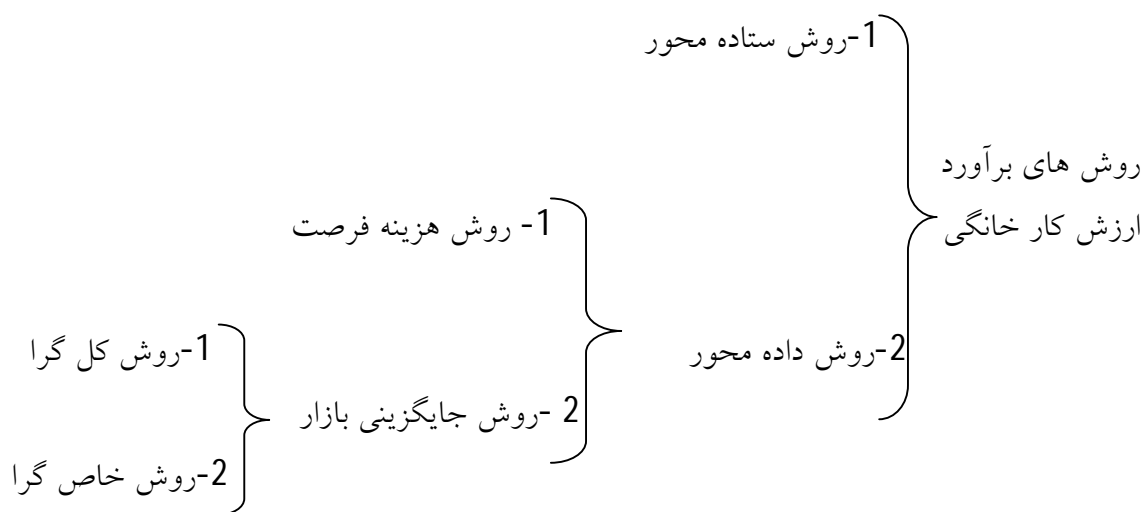 روش های برآورد
ارزش کار خانگی
1-روش ستاده محور
2-روش داده محور
1- روش هزینه فرصت
2 -روش جایگزینی بازار
1-روش کل گرا
2-روش خاص گرا